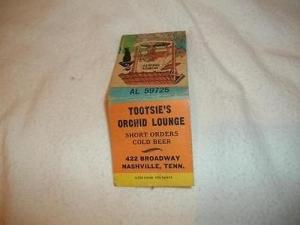 AL 59725
TOOTSIE'S
ORCHID LOUNGE
SHORT ORDERS
COLD BEER
422 BROADWAY
NASHVILLE, TENN.